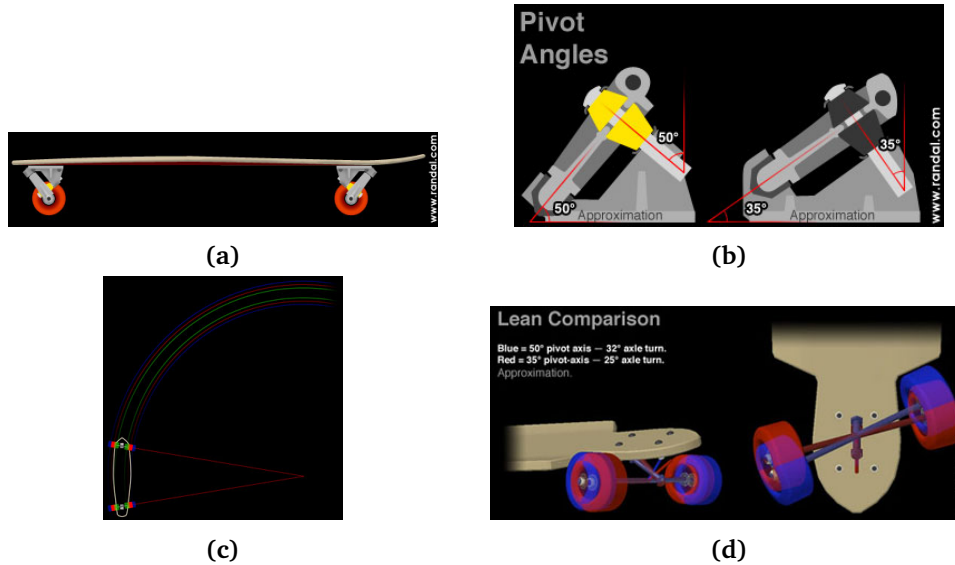 www.randal.com
(a)
Pivot
Angles
50°
50°
Approximation
35°
35°
Approximation
www.randal.com
(b)
(c)
Lean Comparison
Blue = 50° pivot axis — 32° axle turn.
Red = 35° pivot-axis — 25° axle turn.
Approximation.
(d)